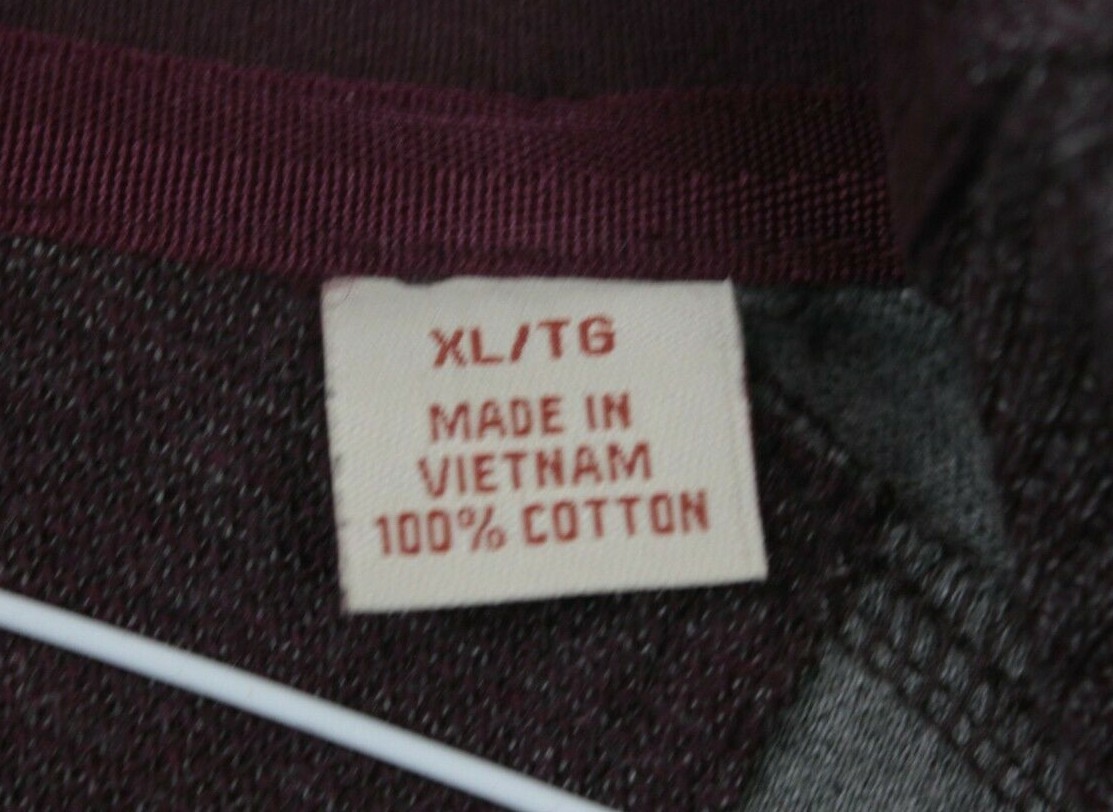 XL/TG
MADE IN
VIETNAM
100% COTTON